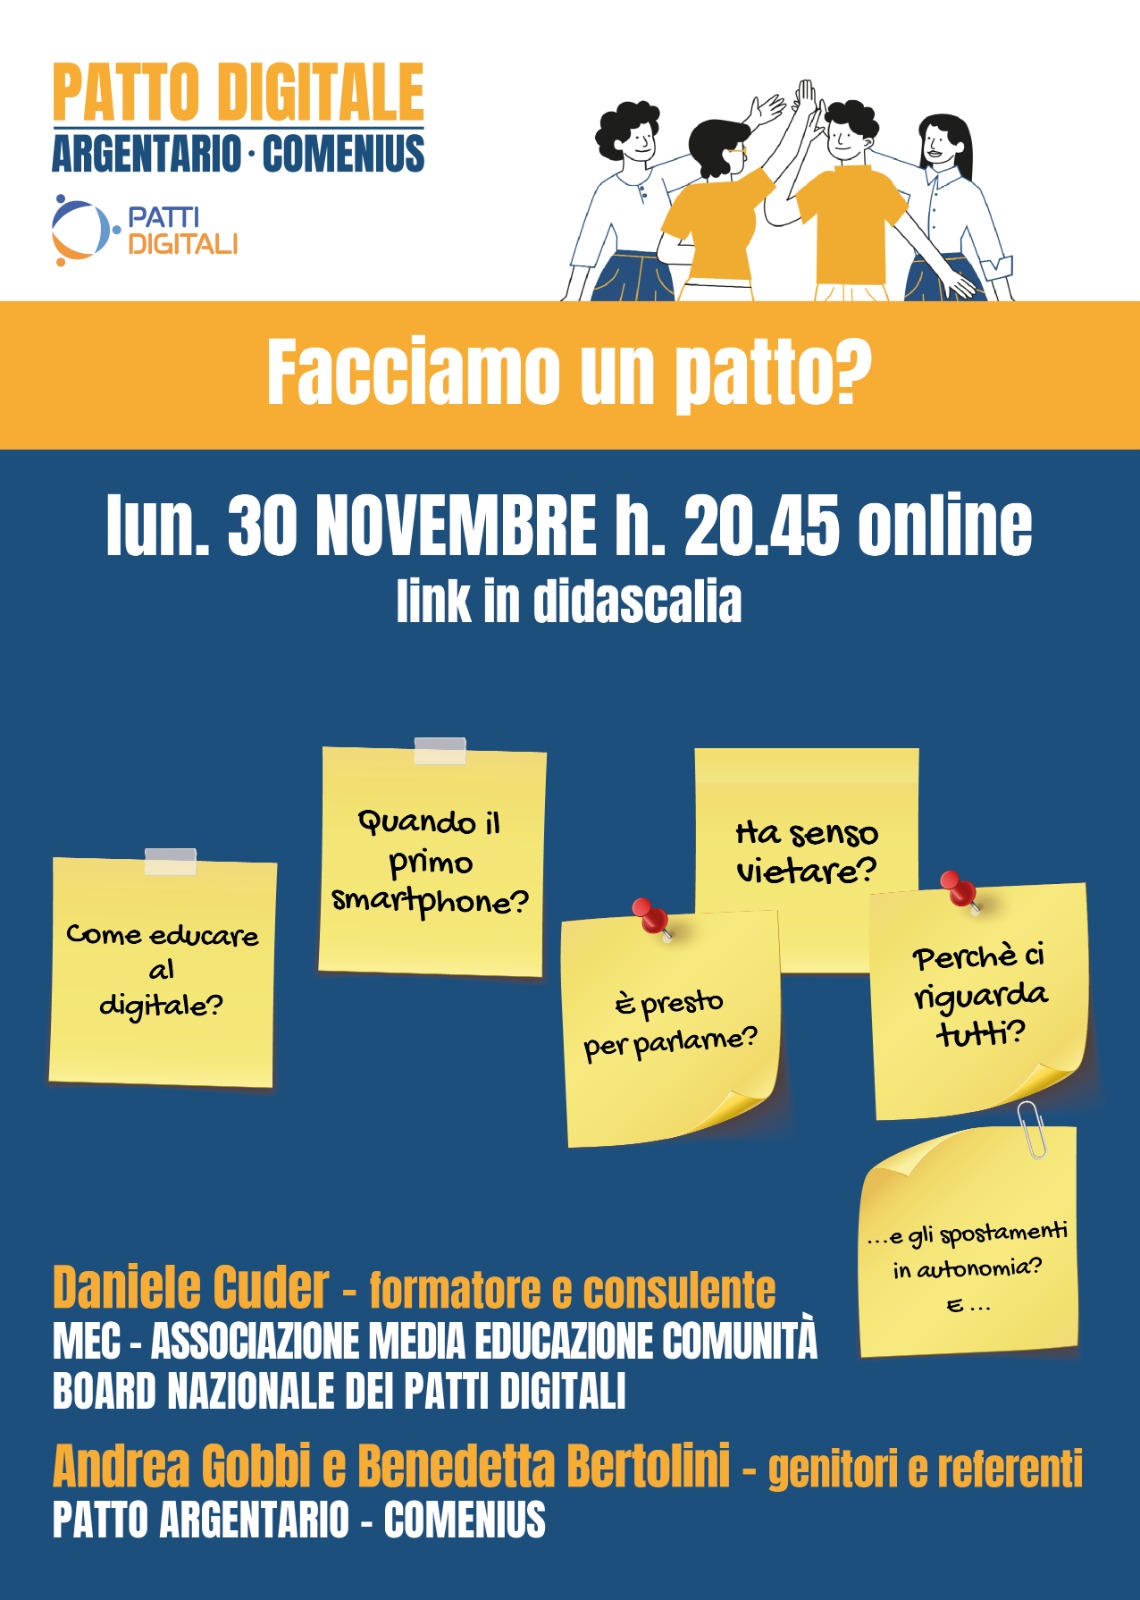 PATTO DIGITALE
ARGENTARIO · COMENIUS
PATTI
DIGITALI
Facciamo un patto?
lun. 30 NOVEMBRE h. 20.45 online
link in didascalia
Come educare
al
digitale?
Quando il
primo
smartphone?
Ha senso
vietare?
È presto
per parlarne?
Perchè ci
riguarda
tutti?
...e gli spostamenti
in autonomia?
E ...
Daniele Cuder - formatore e consulente
MEC - ASSOCIAZIONE MEDIA EDUCAZIONE COMUNITÀ
BOARD NAZIONALE DEI PATTI DIGITALI
Andrea Gobbi e Benedetta Bertolini - genitori e referenti
PATTO ARGENTARIO - COMENIUS